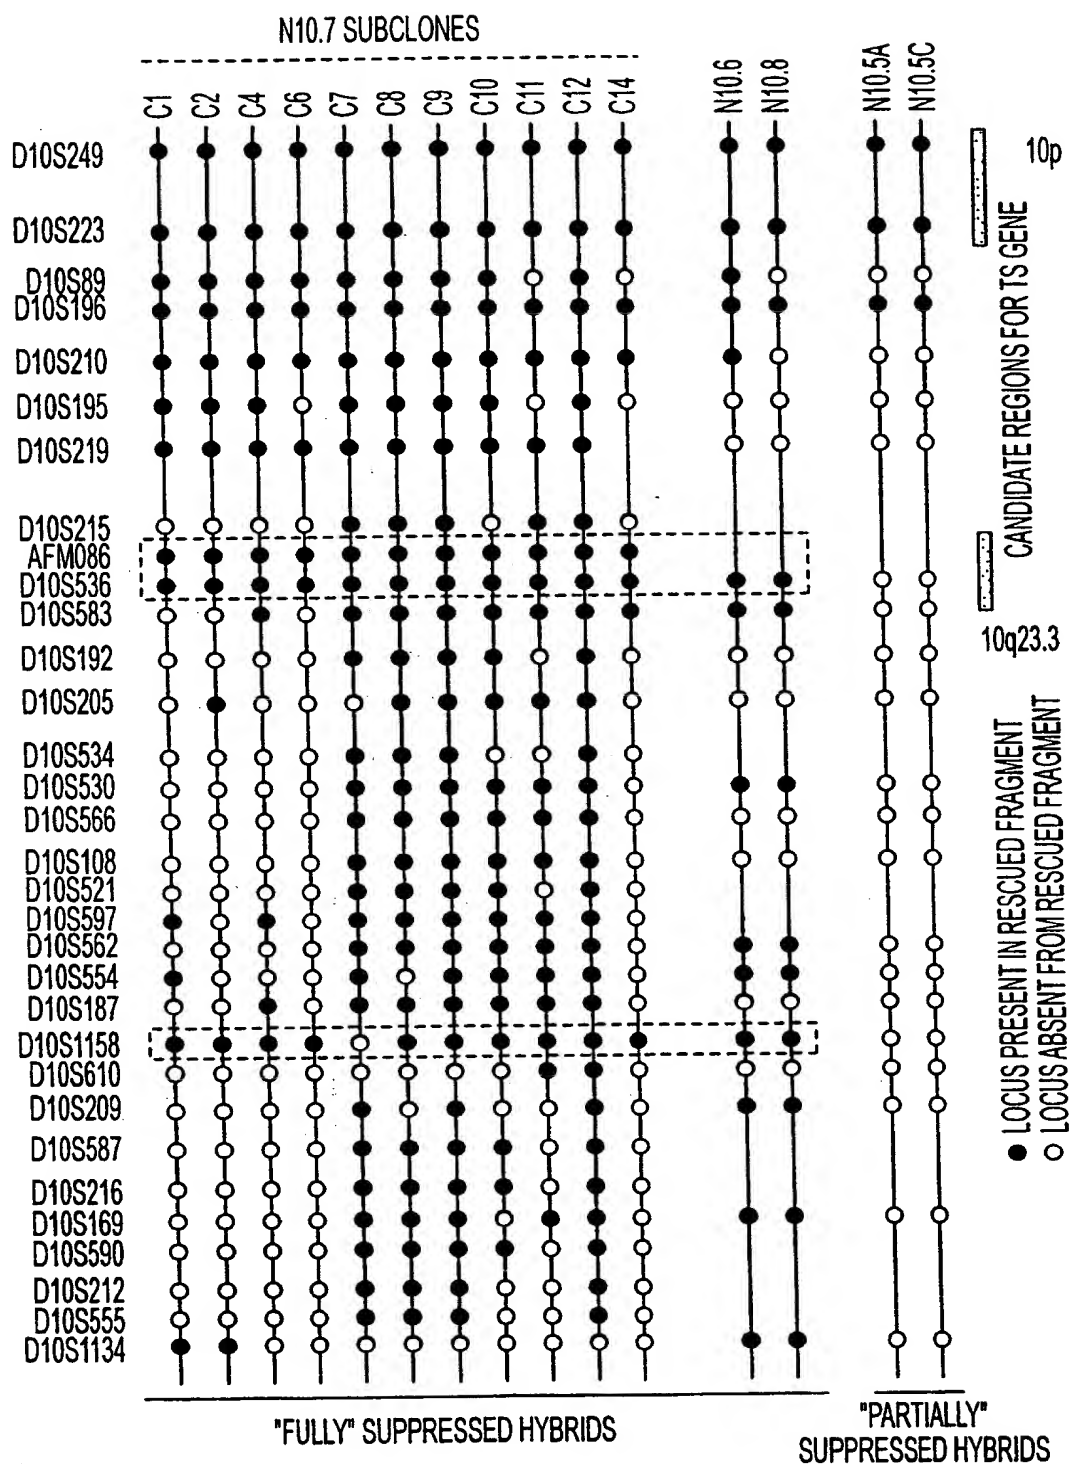 N10.7 SUBCLONES
C1
C2
C4
C6
C7
C8
C9
C10
C11
C12
C14
N10.6
N10.8
N10.5A
N10.5C
D10S249
D10S223
D10S89
D10S196
D10S210
D10S195
D10S219
D10S215
AFM086
D10S536
D10S583
D10S192
D10S205
D10S534
D10S530
D10S566
D10S108
D10S521
D10S597
D10S562
D10S554
D10S187
D10S1158
D10S610
D10S209
D10S587
D10S216
D10S169
D10S590
D10S212
D10S555
D10S1134
10p
CANDIDATE REGIONS FOR TS GENE
10q23.3
LOCUS PRESENT IN RESCUED FRAGMENT
LOCUS ABSENT FROM RESCUED FRAGMENT
"FULLY" SUPPRESSED HYBRIDS
"PARTIALLY"
SUPPRESSED HYBRIDS